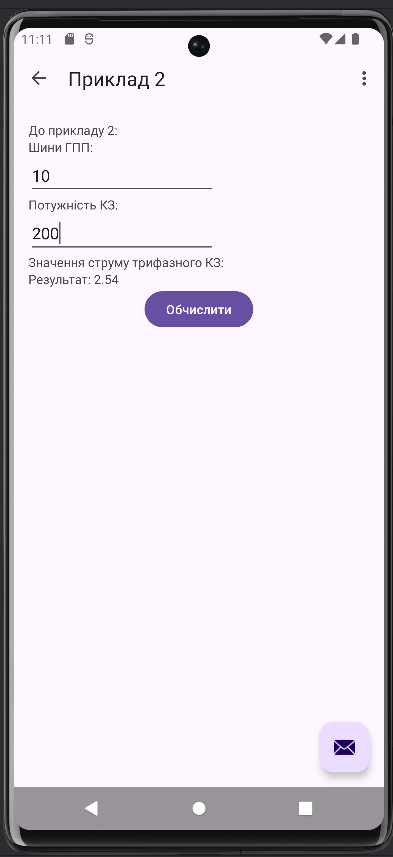 11:11
Приклад 2
До прикладу 2:
Шини ГПП:
10
Потужність КЗ:
200
Значення струму трифазного КЗ:
Результат: 2.54
Обчислити